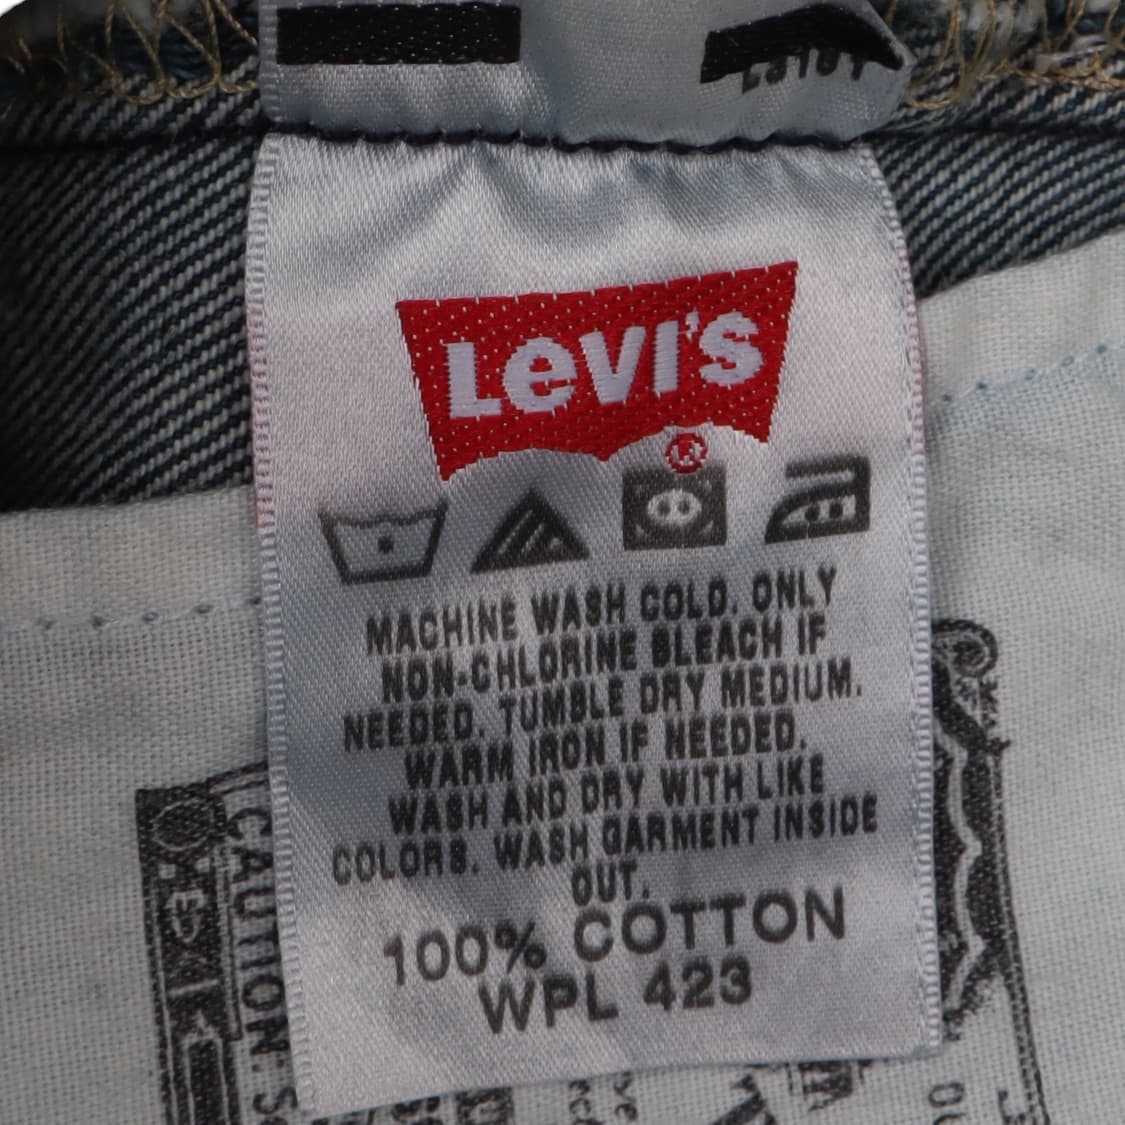 LEVI'S
®
MACHINE WASH COLD. ONLY
NON-CHLORINE BLEACH IF
NEEDED. TUMBLE DRY MEDIUM.
WARM IRON IF NEEDED.
WASH AND DRY WITH LIKE
COLORS. WASH GARMENT INSIDE
OUT.
100% COTTON
WPL 423
CAUTION: